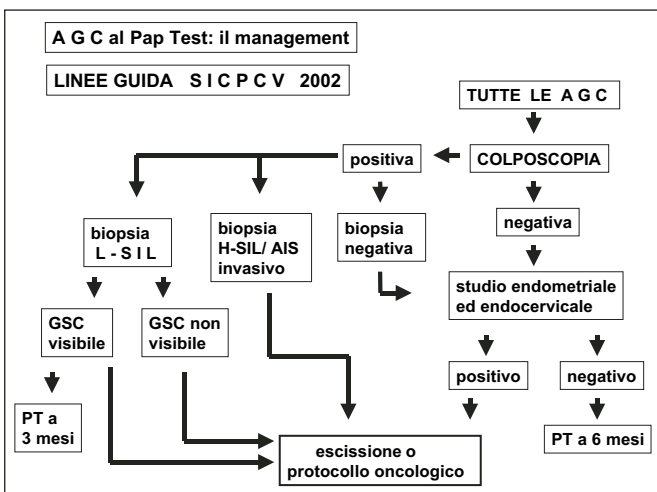 A G C al Pap Test: il management
LINEE GUIDA S I C P C V 2002
TUTTE LE A G C
positiva
COLPOSCOPIA
biopsia
L - S I L
biopsia
H-SIL/ AIS
invasivo
biopsia
negativa
negativa
studio endometriale
ed endocervicale
GSC
visibile
GSC non
visibile
positivo
negativo
PT a
3 mesi
escissione o
protocollo oncologico
PT a 6 mesi